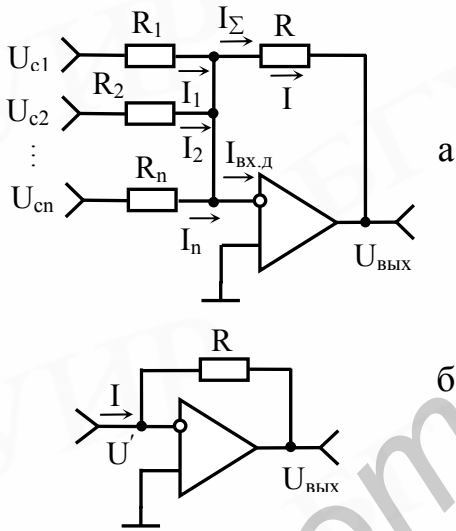 I_Σ R
R₁
U_c1
I₁ I
R₂
U_c2
I₂
⋮
I_вх.д
а
U_cn R_n
I_n
U_вых
R
б
I
U′
U_вых